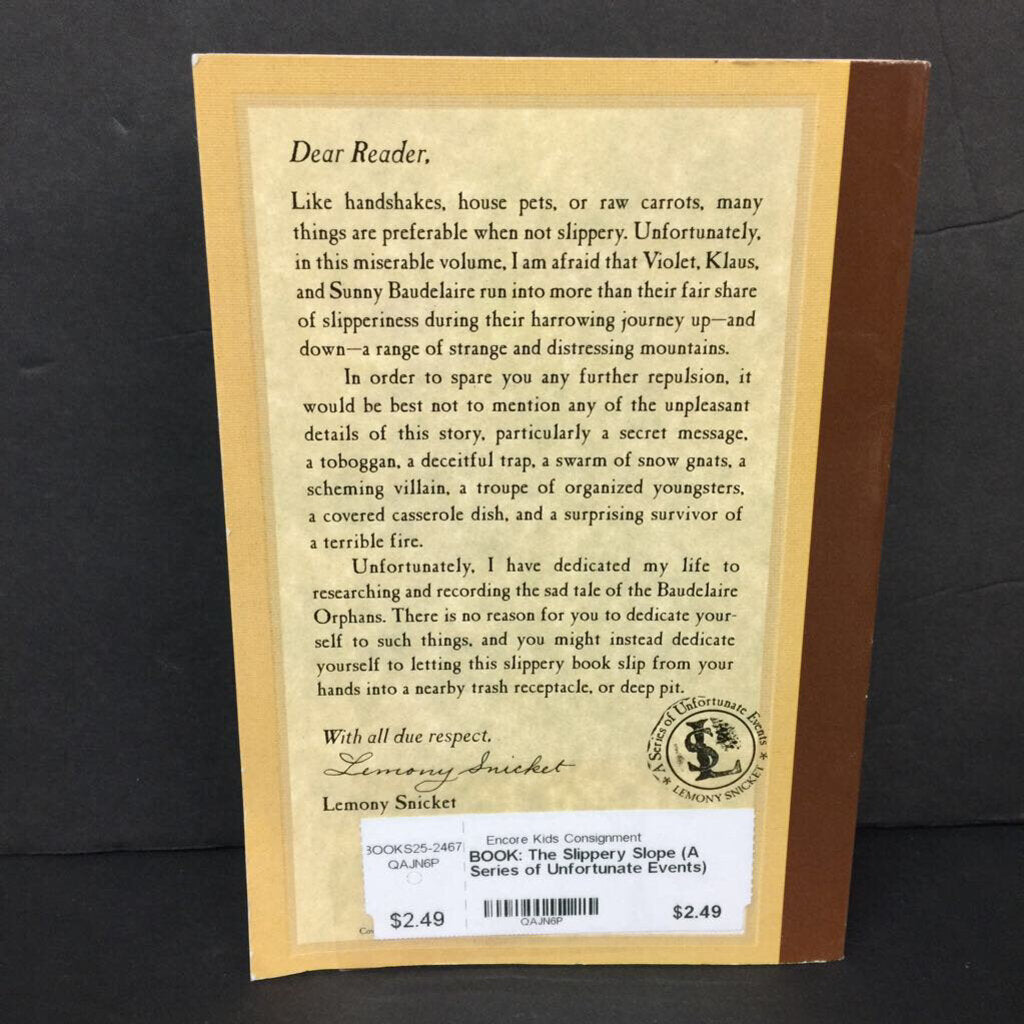 Dear Reader,
Like handshakes, house pets, or raw carrots, many
things are preferable when not slippery. Unfortunately,
in this miserable volume, I am afraid that Violet, Klaus,
and Sunny Baudelaire run into more than their fair share
of slipperiness during their harrowing journey up—and
down—a range of strange and distressing mountains.
In order to spare you any further repulsion, it
would be best not to mention any of the unpleasant
details of this story, particularly a secret message,
a toboggan, a deceitful trap, a swarm of snow gnats, a
scheming villain, a troupe of organized youngsters,
a covered casserole dish, and a surprising survivor of
a terrible fire.
Unfortunately, I have dedicated my life to
researching and recording the sad tale of the Baudelaire
Orphans. There is no reason for you to dedicate your-
self to such things, and you might instead dedicate
yourself to letting this slippery book slip from your
hands into a nearby trash receptacle, or deep pit.
With all due respect,
Lemony Snicket
Lemony Snicket
A Series of Unfortunate Events
LS
* LEMONY SNICKET *
BOOKS25-2467
QAJN6P
$2.49
Encore Kids Consignment
BOOK: The Slippery Slope (A
Series of Unfortunate Events)
QAJN6P
$2.49